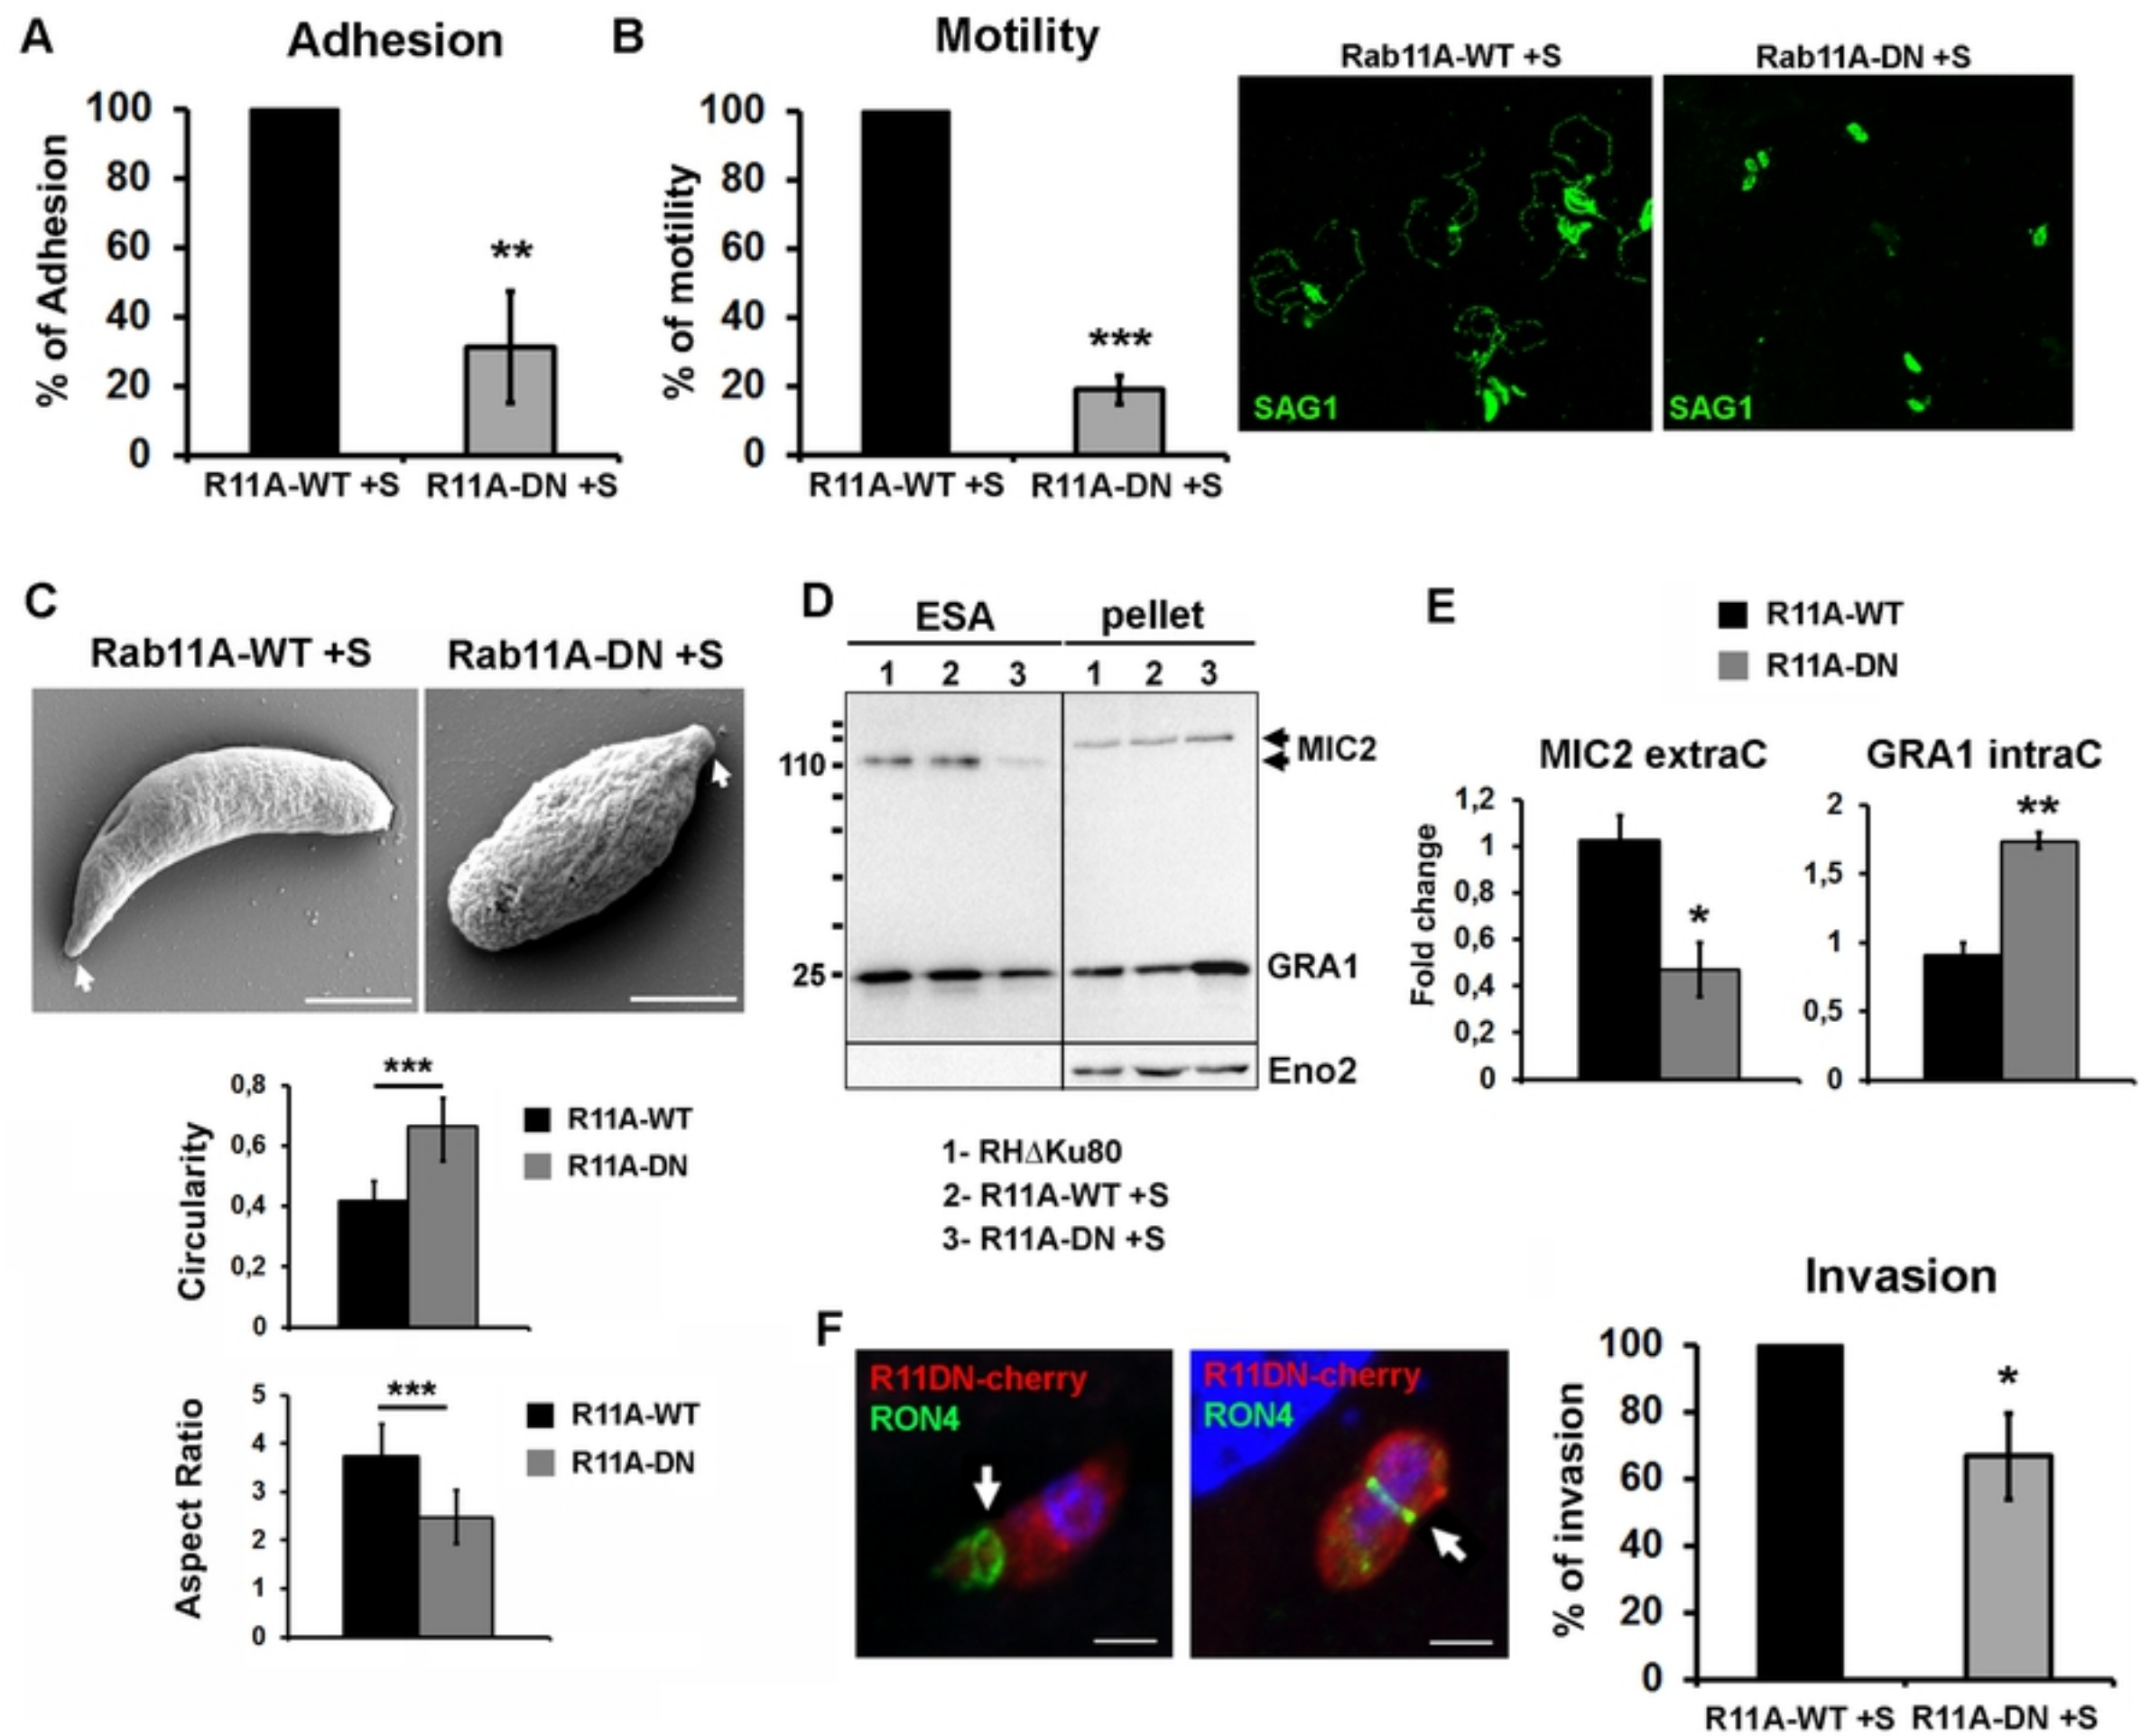 A
Adhesion
% of Adhesion
100
80
60
40
20
0
**
R11A-WT +S
R11A-DN +S
B
Motility
% of motility
100
80
60
40
20
0
***
R11A-WT +S
R11A-DN +S
Rab11A-WT +S
SAG1
Rab11A-DN +S
SAG1
C
Rab11A-WT +S
Rab11A-DN +S
Circularity
0,8
0,6
0,4
0,2
0
***
R11A-WT
R11A-DN
Aspect Ratio
5
4
3
2
1
0
***
R11A-WT
R11A-DN
D
ESA
pellet
1 2 3
1 2 3
110
25
MIC2
GRA1
Eno2
1- RH∆Ku80
2- R11A-WT +S
3- R11A-DN +S
E
R11A-WT
R11A-DN
MIC2 extraC
Fold change
1,2
1
0,8
0,6
0,4
0,2
0
*
GRA1 intraC
2
1,5
1
0,5
0
**
F
R11DN-cherry
RON4
R11DN-cherry
RON4
Invasion
% of invasion
100
80
60
40
20
0
*
R11A-WT +S
R11A-DN +S